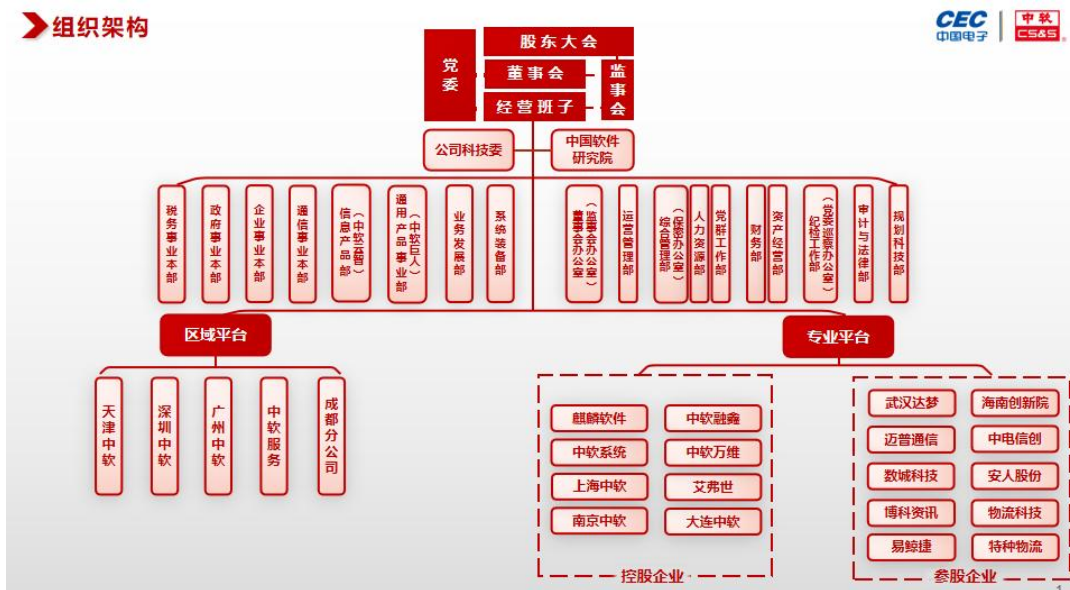 组织架构
CEC
中国电子
中软
CS&S
党委
股东大会
董事会
经营班子
监事会
公司科技委
中国软件
研究院
税务事业本部
政府事业本部
企业事业本部
通信事业本部
信息产品部
（中软云智）
通用产品事业部
（中软巨人）
业务发展部
系统装备部
董事会办公室
（监事会办公室）
运营管理部
综合管理部
（保密办公室）
人力资源部
党群工作部
财务部
资产经营部
纪检工作部
（党委巡察办公室）
审计与法律部
规划科技部
区域平台
专业平台
天津中软
深圳中软
广州中软
中软服务
成都分公司
麒麟软件
中软融鑫
中软系统
中软万维
上海中软
艾弗世
南京中软
大连中软
控股企业
武汉达梦
海南创新院
迈普通信
中电信创
数城科技
安人股份
博科资讯
物流科技
易鲸捷
特种物流
参股企业
1